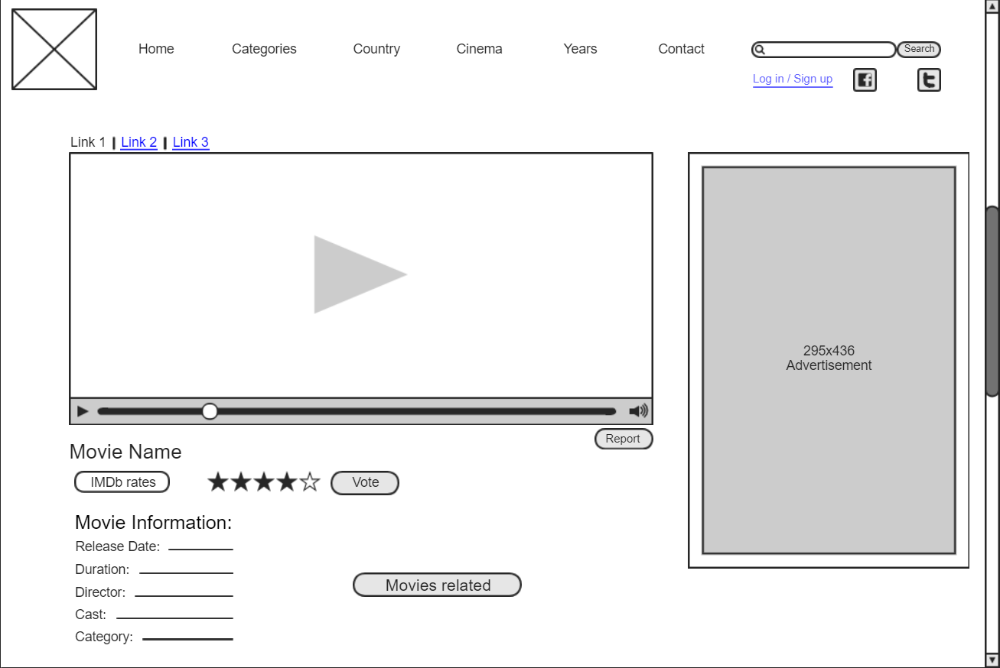 Home Categories Country Cinema Years Contact Search
Log in / Sign up
Link 1 | Link 2 | Link 3
295x436
Advertisement
Report
Movie Name
IMDb rates Vote
Movie Information:
Release Date:
Duration:
Director:
Movies related
Cast:
Category: